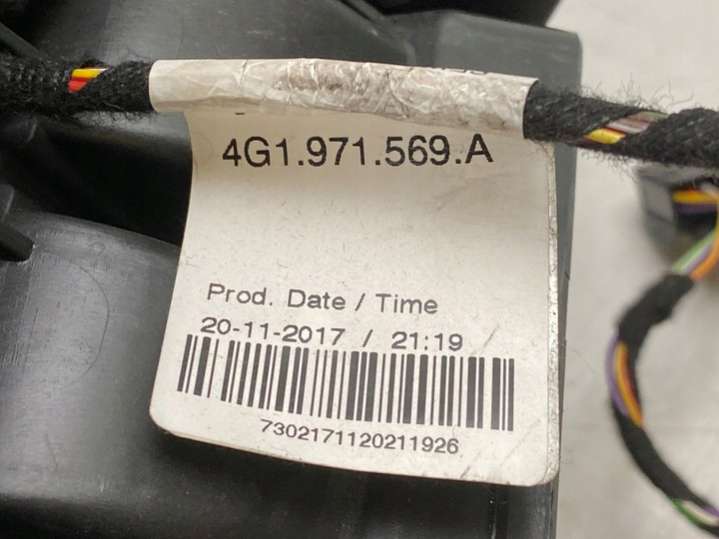 4G1.971.569.A
Prod. Date / Time
20-11-2017 / 21:19
7302171120211926